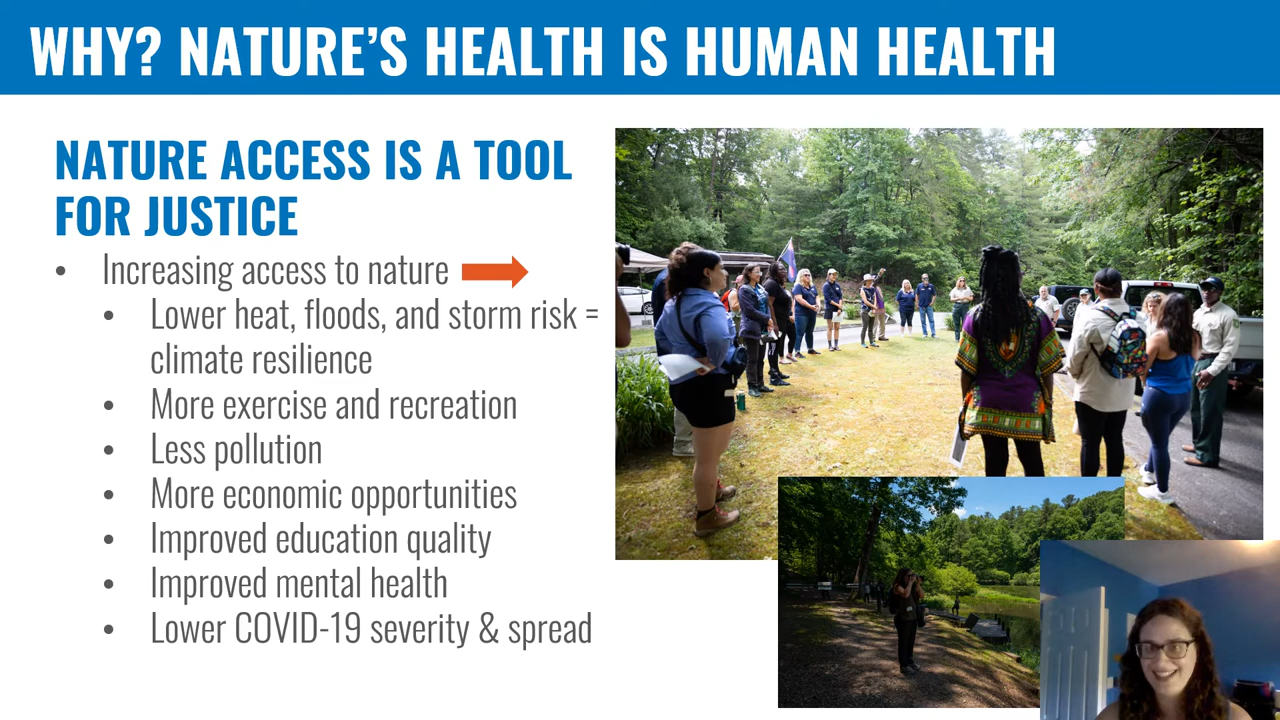 WHY? NATURE'S HEALTH IS HUMAN HEALTH
NATURE ACCESS IS A TOOL
FOR JUSTICE
• Increasing access to nature
• Lower heat, floods, and storm risk =
climate resilience
• More exercise and recreation
• Less pollution
• More economic opportunities
• Improved education quality
• Improved mental health
• Lower COVID-19 severity & spread